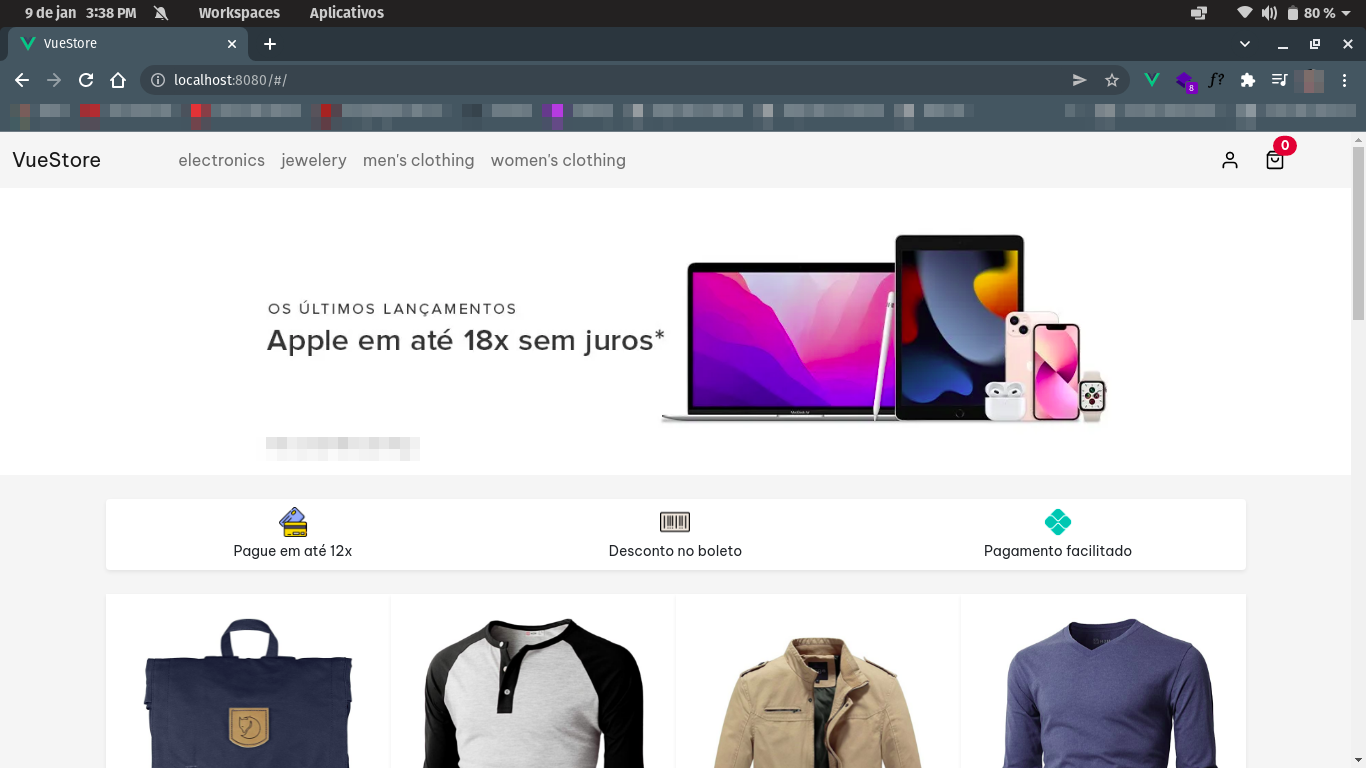 9 de jan 3:38 PM Workspaces Aplicativos 80 %
VueStore
localhost:8080/#/
8 f?
VueStore electronics jewelery men's clothing women's clothing 0
OS ÚLTIMOS LANÇAMENTOS
Apple em até 18x sem juros*
Pague em até 12x Desconto no boleto Pagamento facilitado